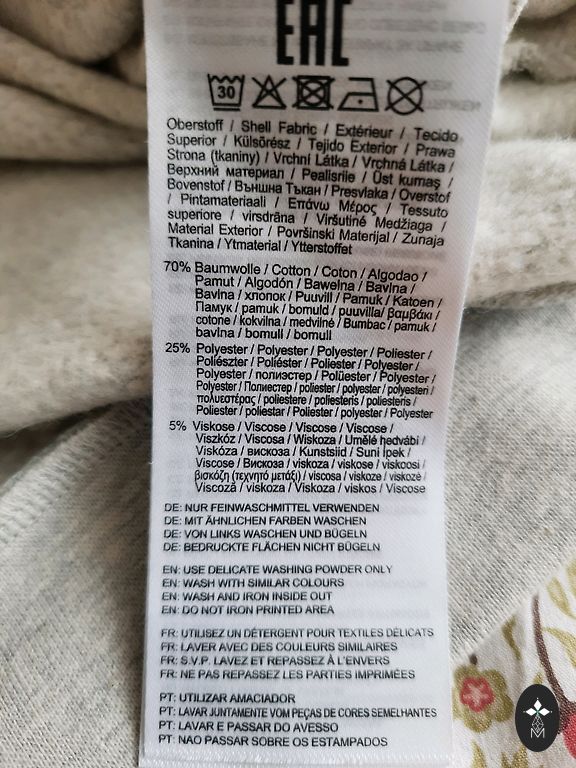 EAC
30
Oberstoff / Shell Fabric / Extérieur / Tecido
Superior / Külsőrész / Tejido Exterior / Prawa
Strona (tkaniny) / Vrchní Látka / Vrchná Látka /
Верхний материал / Pealisriie / Üst kumaş /
Bovenstof / Външна Тъкан / Presvlaka / Overstof
/ Pintamateriaali / Επάνω Μέρος / Tessuto
superiore / virsdrāna / Viršutinė Medžiaga /
Material Exterior / Površinski Materijal / Zunaja
Tkanina / Ytmaterial / Ytterstoffet
70% Baumwolle / Cotton / Coton / Algodao /
Pamut / Algodón / Bawełna / Bavlna /
Bavlna / хлопок / Puuvill / Pamuk / Katoen /
Памук / pamuk / bomuld / puuvilla/ βαμβάκι /
cotone / kokvilna / medvilnė / Bumbac / pamuk /
bavlna / bomull / bomull
25% Polyester / Polyester / Polyester / Poliester /
Poliészter / Poliéster / Poliester / Polyester /
Polyester / полиэстер / Polüester / Polyester /
Polyester / Полиестер / poliester / polyester / polyesteri /
πολυεστέρας / poliestere / poliesteris / poliesteris /
Poliester / poliestar / Poliester / polyester / Polyester
5% Viskose / Viscose / Viscose / Viscose /
Viszkóz / Viscosa / Wiskoza / Umělé hedvábí /
Viskóza / вискоза / Kunstsiid / Suni İpek /
Viscose / Вискоза / viskoza / viskose / viskoosi /
βισκόζη (τεχνητό μετάξι) / viscosa / viskoze / viskozė /
Viscoză / viskoza / Viskoza / viskos / Viscose
DE: NUR FEINWASCHMITTEL VERWENDEN
DE: MIT ÄHNLICHEN FARBEN WASCHEN
DE: VON LINKS WASCHEN UND BÜGELN
DE: BEDRUCKTE FLÄCHEN NICHT BÜGELN
EN: USE DELICATE WASHING POWDER ONLY
EN: WASH WITH SIMILAR COLOURS
EN: WASH AND IRON INSIDE OUT
EN: DO NOT IRON PRINTED AREA
FR: UTILISEZ UN DÉTERGENT POUR TEXTILES DÉLICATS
FR: LAVER AVEC DES COULEURS SIMILAIRES
FR: S.V.P. LAVEZ ET REPASSEZ À L'ENVERS
FR: NE PAS REPASSEZ LES PARTIES IMPRIMÉES
PT: UTILIZAR AMACIADOR
PT: LAVAR JUNTAMENTE VOM PEÇAS DE CORES SEMELHANTES
PT: LAVAR E PASSAR DO AVESSO
PT: NÃO PASSAR SOBRE OS ESTAMPADOS
M